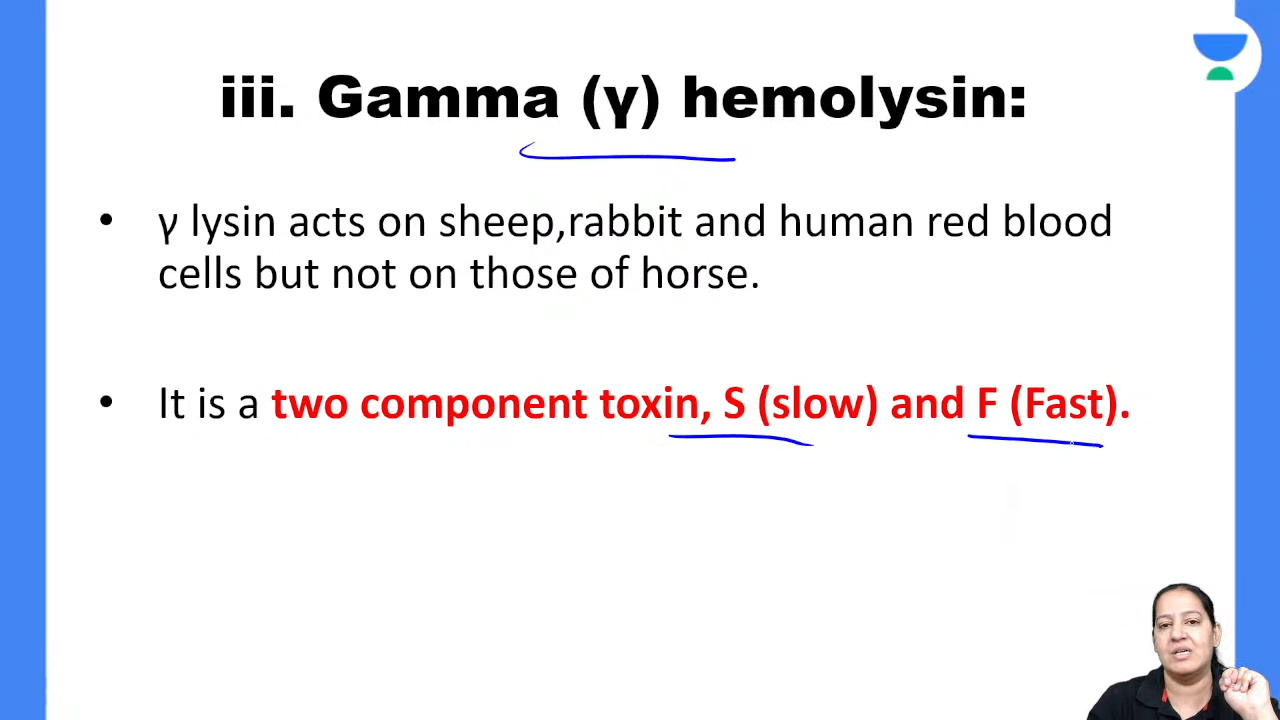 iii. Gamma (γ) hemolysin:
• γ lysin acts on sheep,rabbit and human red blood
cells but not on those of horse.
• It is a two component toxin, S (slow) and F (Fast).